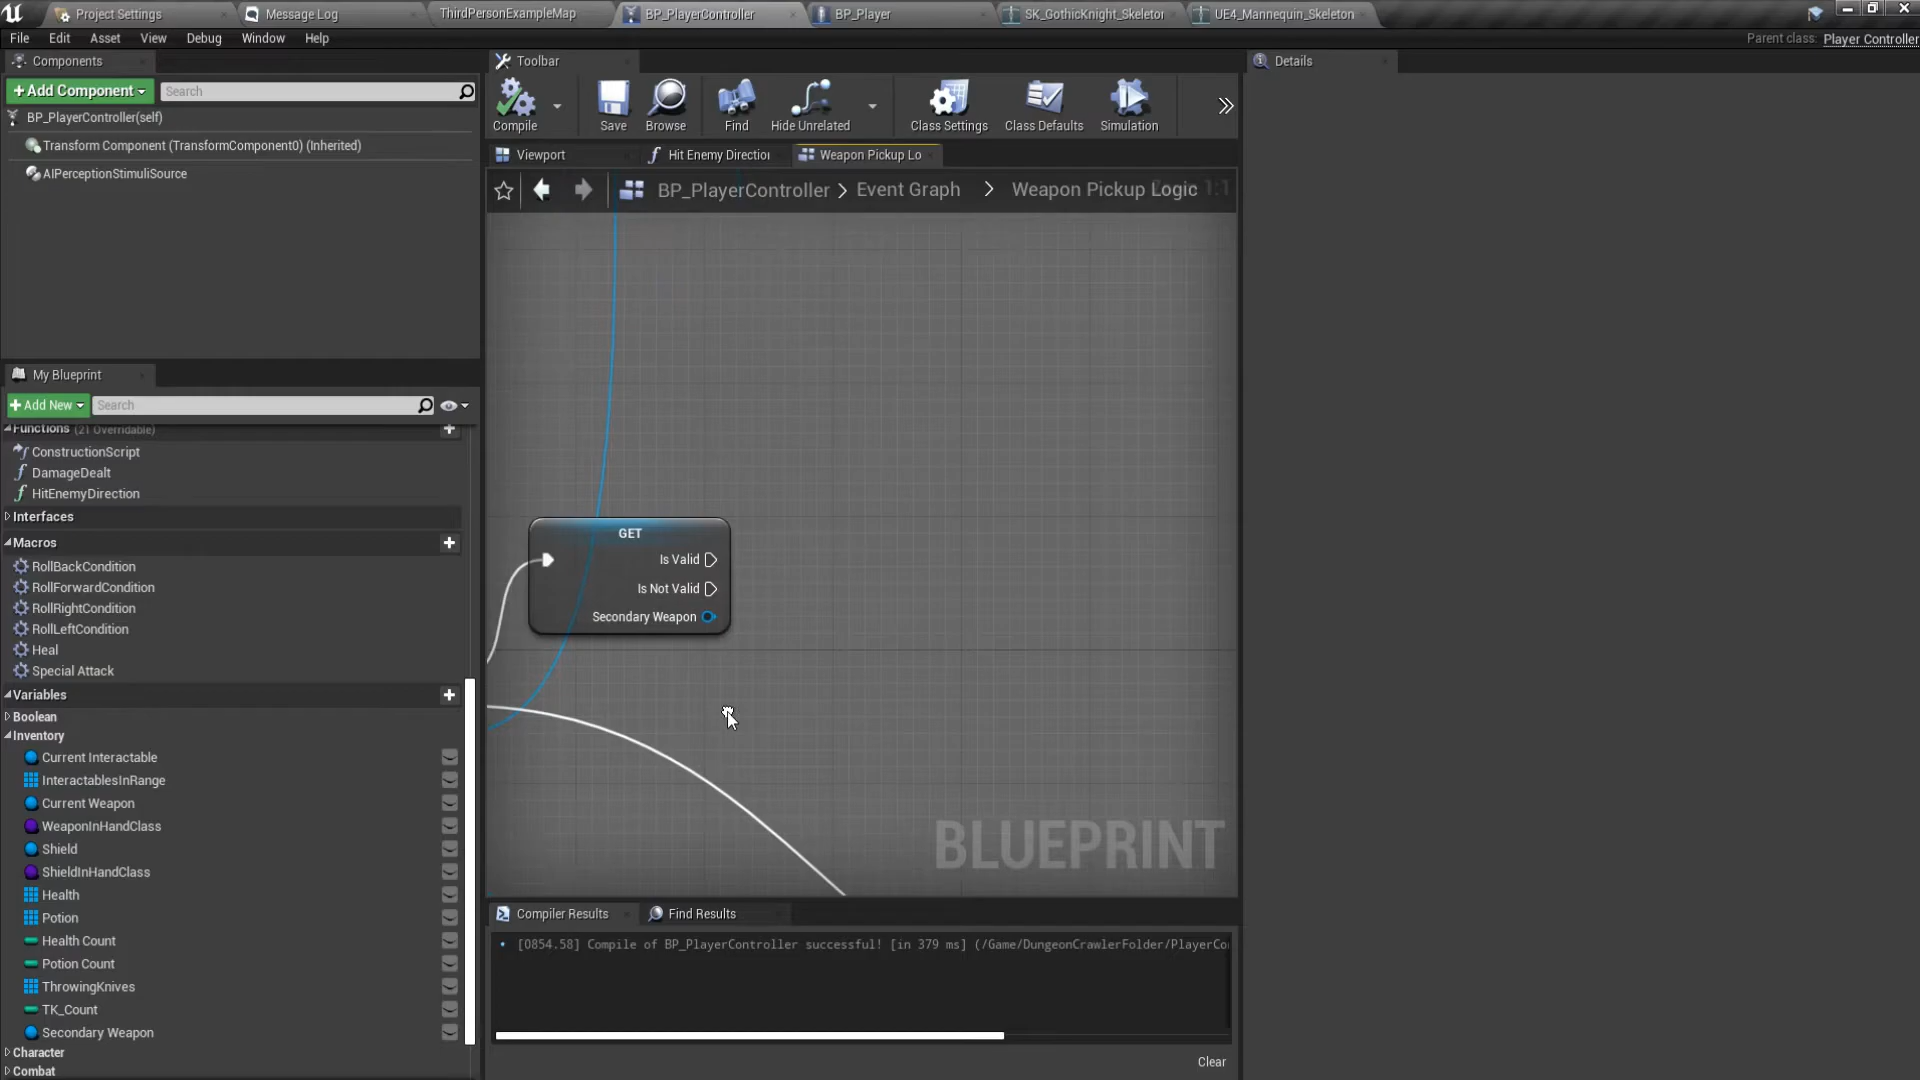 Project Settings
Message Log
ThirdPersonExampleMap
BP_PlayerController
BP_Player
SK_GothicKnight_Skeletor
UE4_Mannequin_Skeleton
File Edit Asset View Debug Window Help
Parent class: Player Controller
Components
Toolbar
Details
+Add Component
Search
BP_PlayerController(self)
Transform Component (TransformComponent0) (Inherited)
AIPerceptionStimuliSource
Compile
Save
Browse
Find
Hide Unrelated
Class Settings
Class Defaults
Simulation
Viewport
f Hit Enemy Direction
Weapon Pickup Lo
BP_PlayerController > Event Graph > Weapon Pickup Logic
My Blueprint
+Add New
Search
Functions (21 Overridable)
ConstructionScript
f DamageDealt
f HitEnemyDirection
Interfaces
Macros
RollBackCondition
RollForwardCondition
RollRightCondition
RollLeftCondition
Heal
Special Attack
Variables
Boolean
Inventory
Current Interactable
InteractablesInRange
Current Weapon
WeaponInHandClass
Shield
ShieldInHandClass
Health
Potion
Health Count
Potion Count
ThrowingKnives
TK_Count
Secondary Weapon
Character
Combat
GET
Is Valid
Is Not Valid
Secondary Weapon
BLUEPRINT
Compiler Results
Find Results
[0854.58] Compile of BP_PlayerController successful! [in 379 ms] (/Game/DungeonCrawlerFolder/PlayerCo
Clear